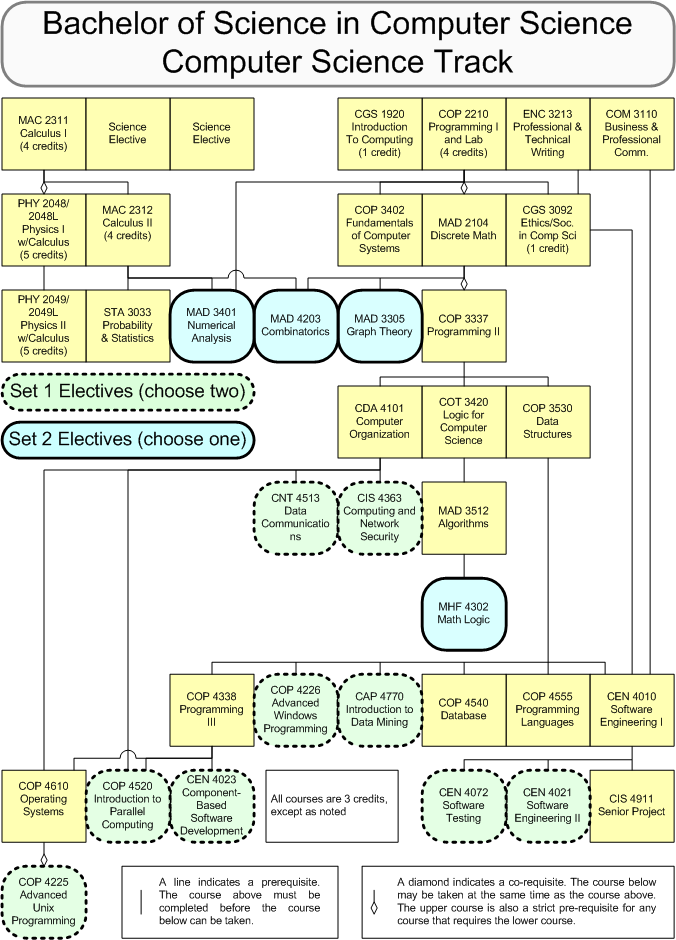 Bachelor of Science in Computer Science
Computer Science Track
MAC 2311
Calculus I
(4 credits)
Science
Elective
Science
Elective
CGS 1920
Introduction
To Computing
(1 credit)
COP 2210
Programming I
and Lab
(4 credits)
ENC 3213
Professional &
Technical
Writing
COM 3110
Business &
Professional
Comm.
PHY 2048/
2048L
Physics I
w/Calculus
(5 credits)
MAC 2312
Calculus II
(4 credits)
COP 3402
Fundamentals
of Computer
Systems
MAD 2104
Discrete Math
CGS 3092
Ethics/Soc.
in Comp Sci
(1 credit)
PHY 2049/
2049L
Physics II
w/Calculus
(5 credits)
STA 3033
Probability
& Statistics
MAD 3401
Numerical
Analysis
MAD 4203
Combinatorics
MAD 3305
Graph Theory
COP 3337
Programming II
Set 1 Electives (choose two)
Set 2 Electives (choose one)
CDA 4101
Computer
Organization
COT 3420
Logic for
Computer
Science
COP 3530
Data
Structures
CNT 4513
Data
Communicatio
ns
CIS 4363
Computing and
Network
Security
MAD 3512
Algorithms
MHF 4302
Math Logic
COP 4338
Programming
III
COP 4226
Advanced
Windows
Programming
CAP 4770
Introduction to
Data Mining
COP 4540
Database
COP 4555
Programming
Languages
CEN 4010
Software
Engineering I
COP 4610
Operating
Systems
COP 4520
Introduction to
Parallel
Computing
CEN 4023
Component-
Based
Software
Development
All courses are 3 credits,
except as noted
CEN 4072
Software
Testing
CEN 4021
Software
Engineering II
CIS 4911
Senior Project
COP 4225
Advanced
Unix
Programming
A line indicates a prerequisite.
The course above must be
completed before the course
below can be taken.
A diamond indicates a co-requisite. The course below
may be taken at the same time as the course above.
The upper course is also a strict pre-requisite for any
course that requires the lower course.